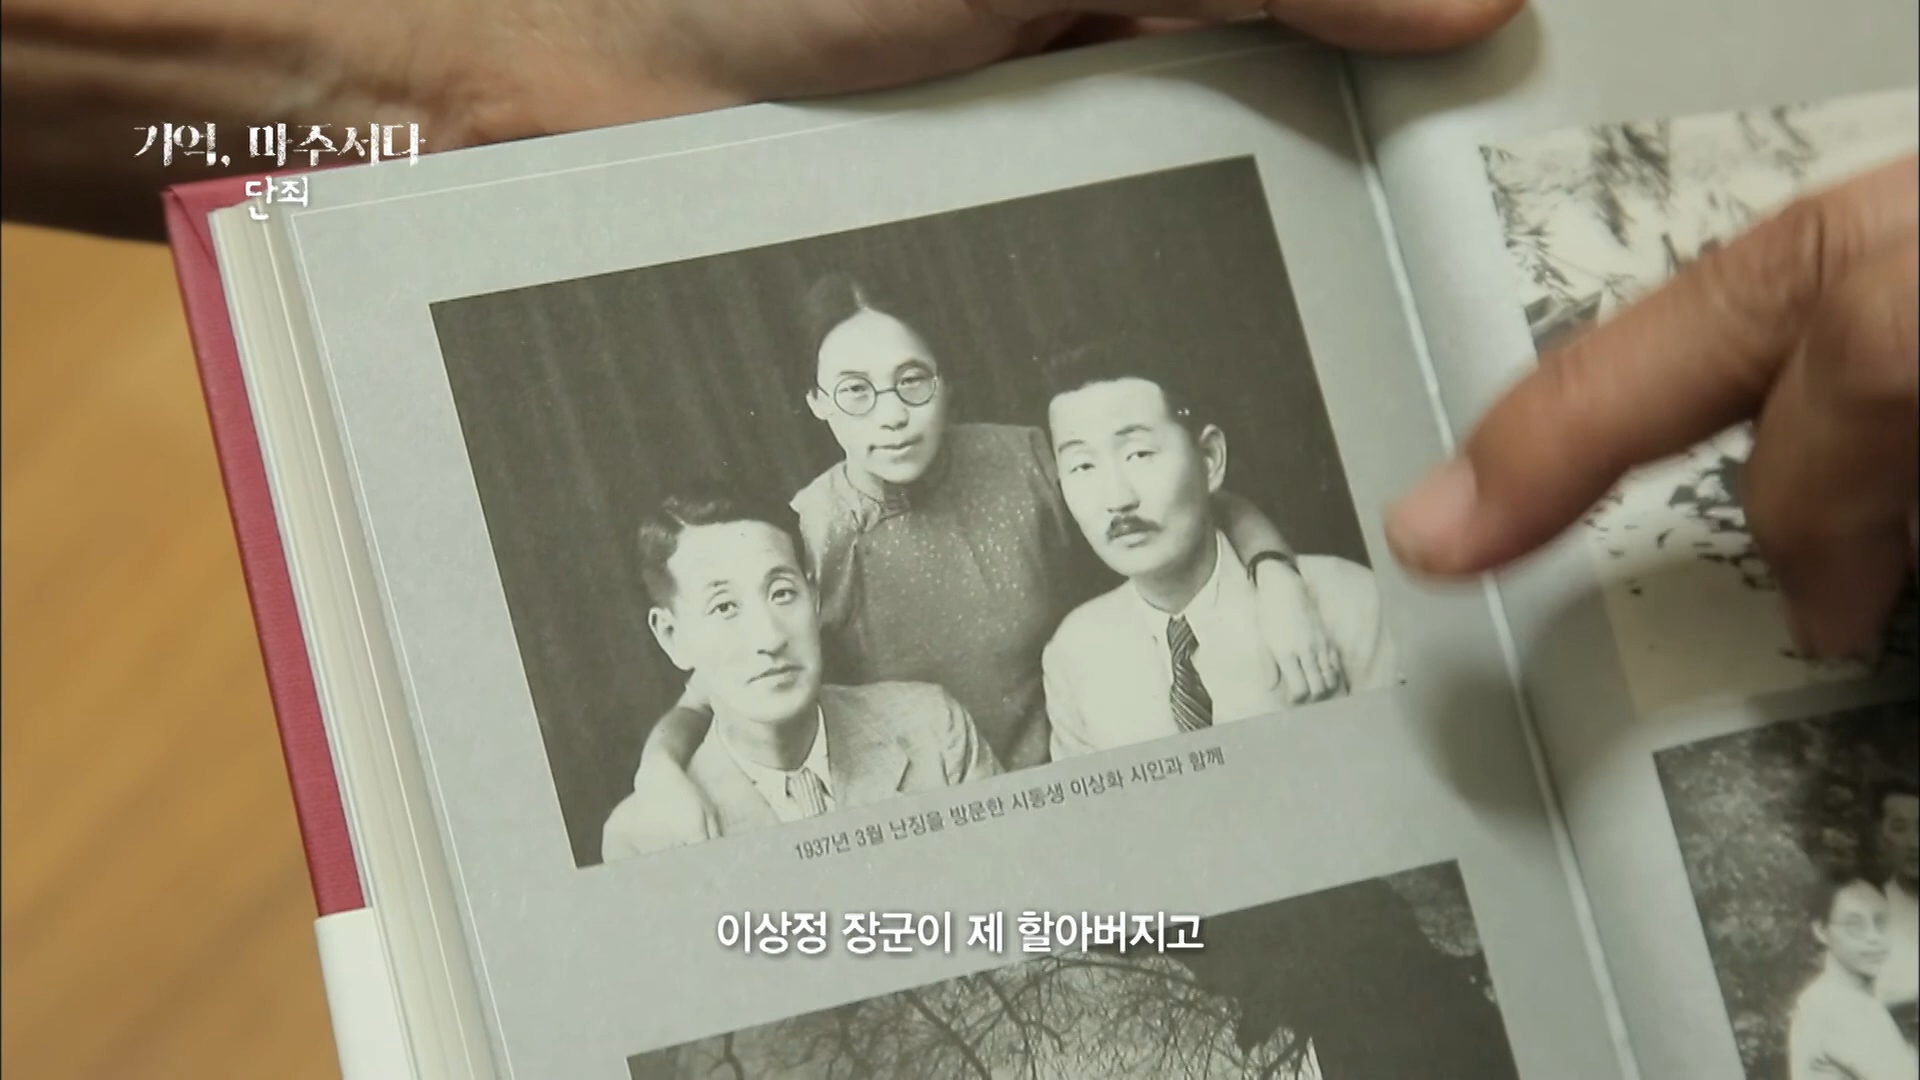 기억, 마주서다
단죄
1937년 3월 난징을 방문한 시동생 이상화 시인과 함께
이상정 장군이 제 할아버지고